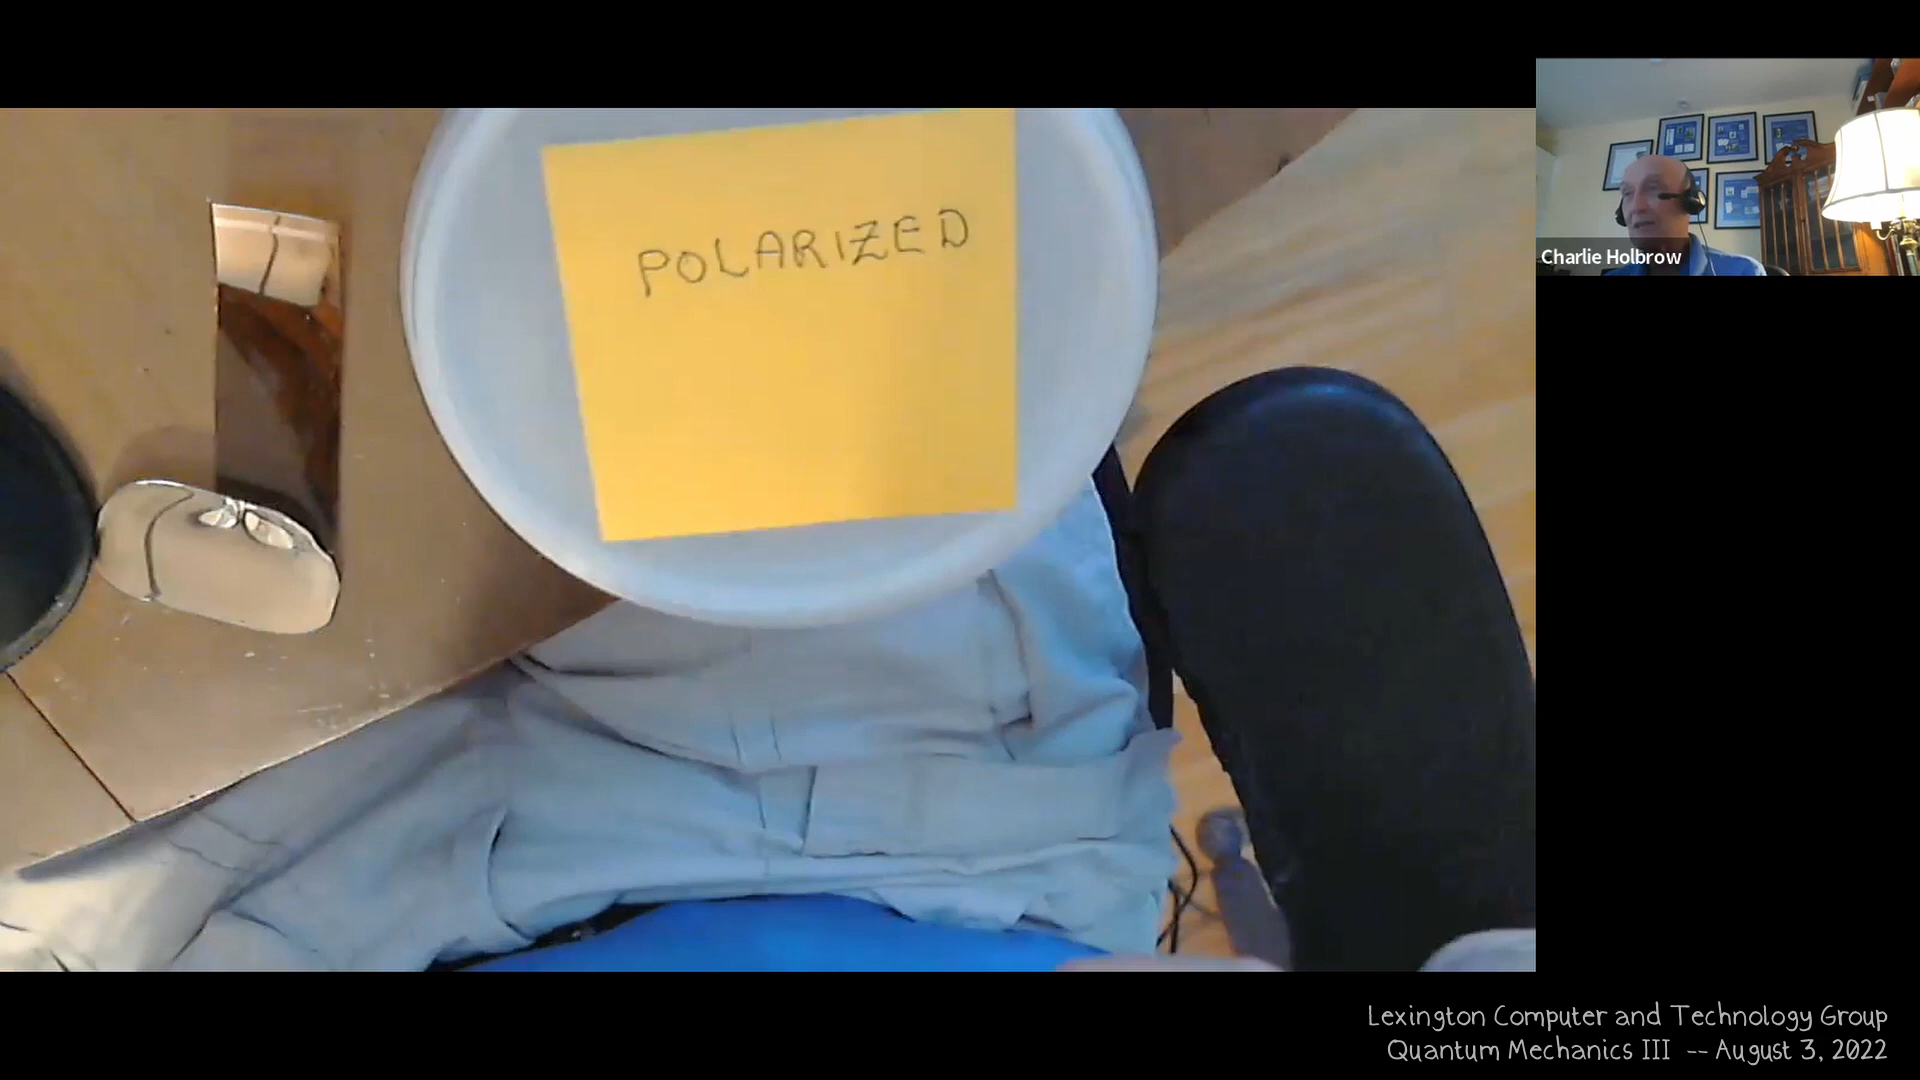 POLARIZED
Charlie Holbrow
Lexington Computer and Technology Group
Quantum Mechanics III -- August 3, 2022